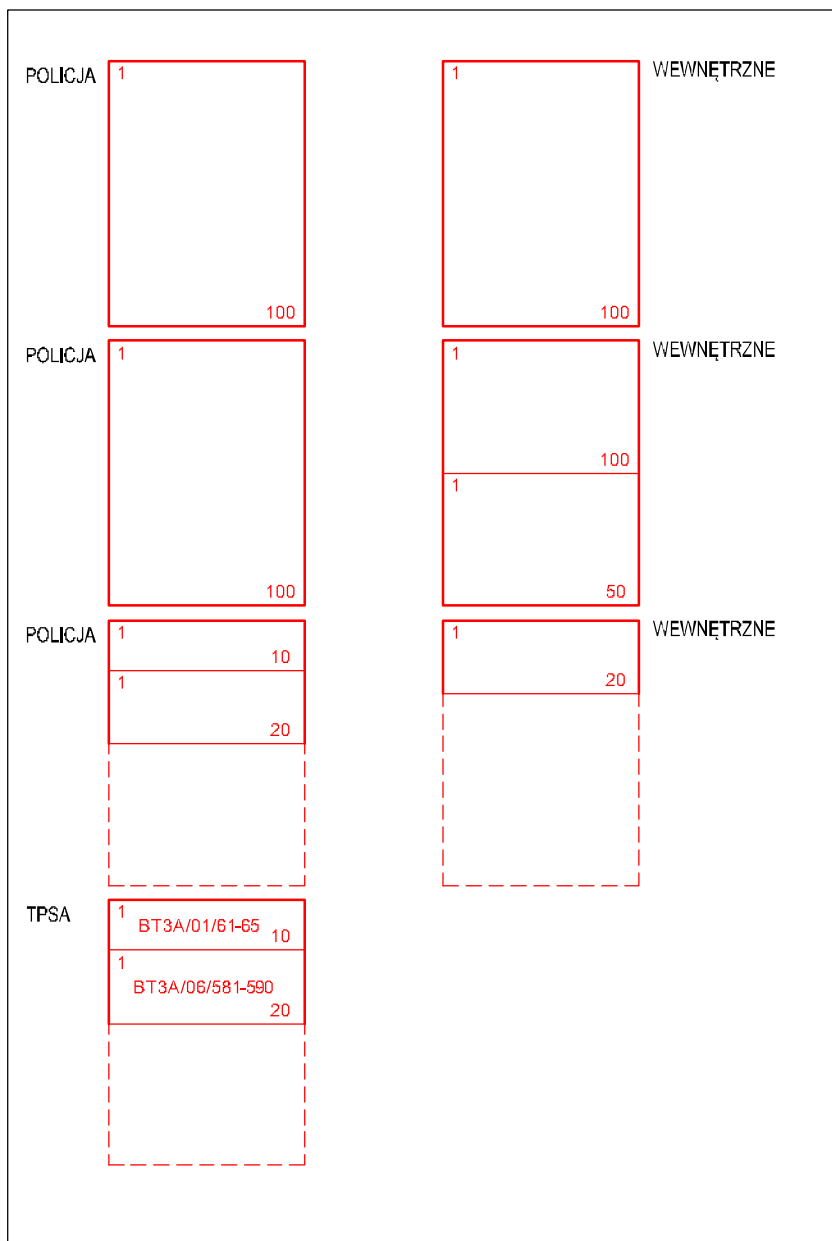 POLICJA
1
100
1
100
WEWNĘTRZNE
POLICJA
1
100
1
100
1
50
WEWNĘTRZNE
POLICJA
1
10
1
20
1
20
WEWNĘTRZNE
TPSA
1
BT3A/01/61-65
10
1
BT3A/06/581-590
20